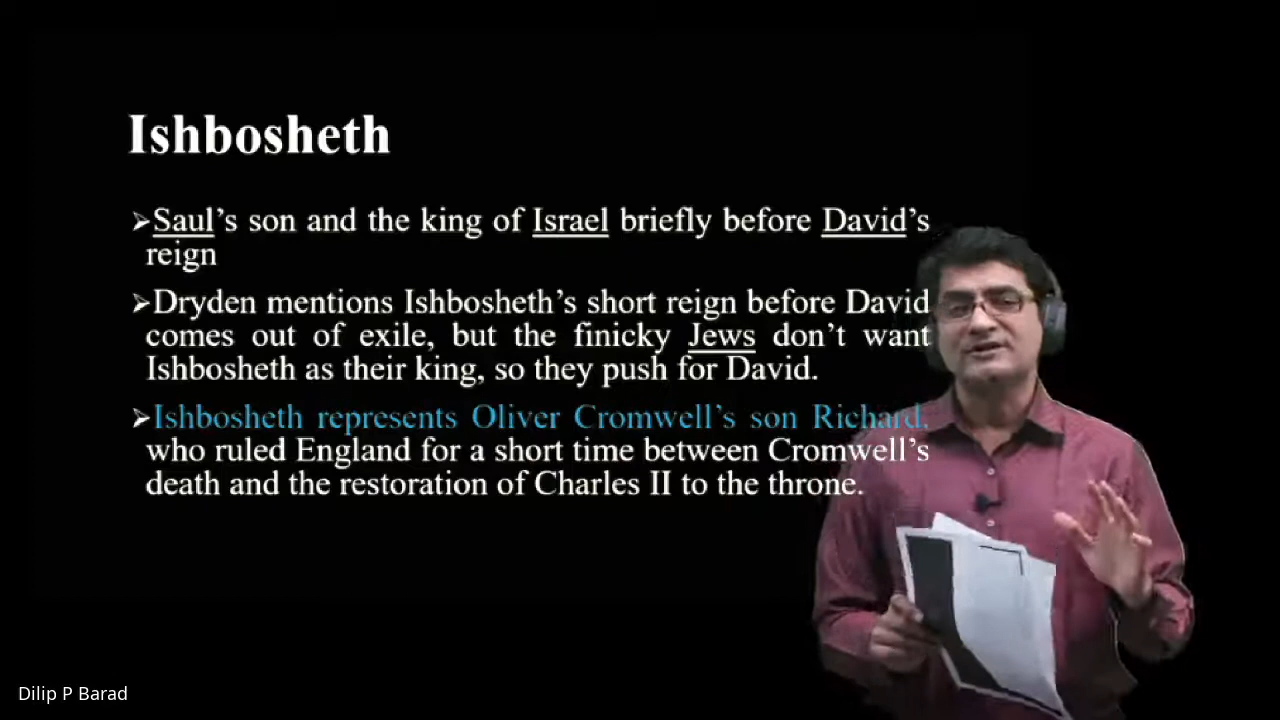 Ishbosheth
➢Saul’s son and the king of Israel briefly before David’s
reign
➢Dryden mentions Ishbosheth’s short reign before David
comes out of exile, but the finicky Jews don’t want
Ishbosheth as their king, so they push for David.
➢Ishbosheth represents Oliver Cromwell’s son Richard,
who ruled England for a short time between Cromwell’s
death and the restoration of Charles II to the throne.
Dilip P Barad